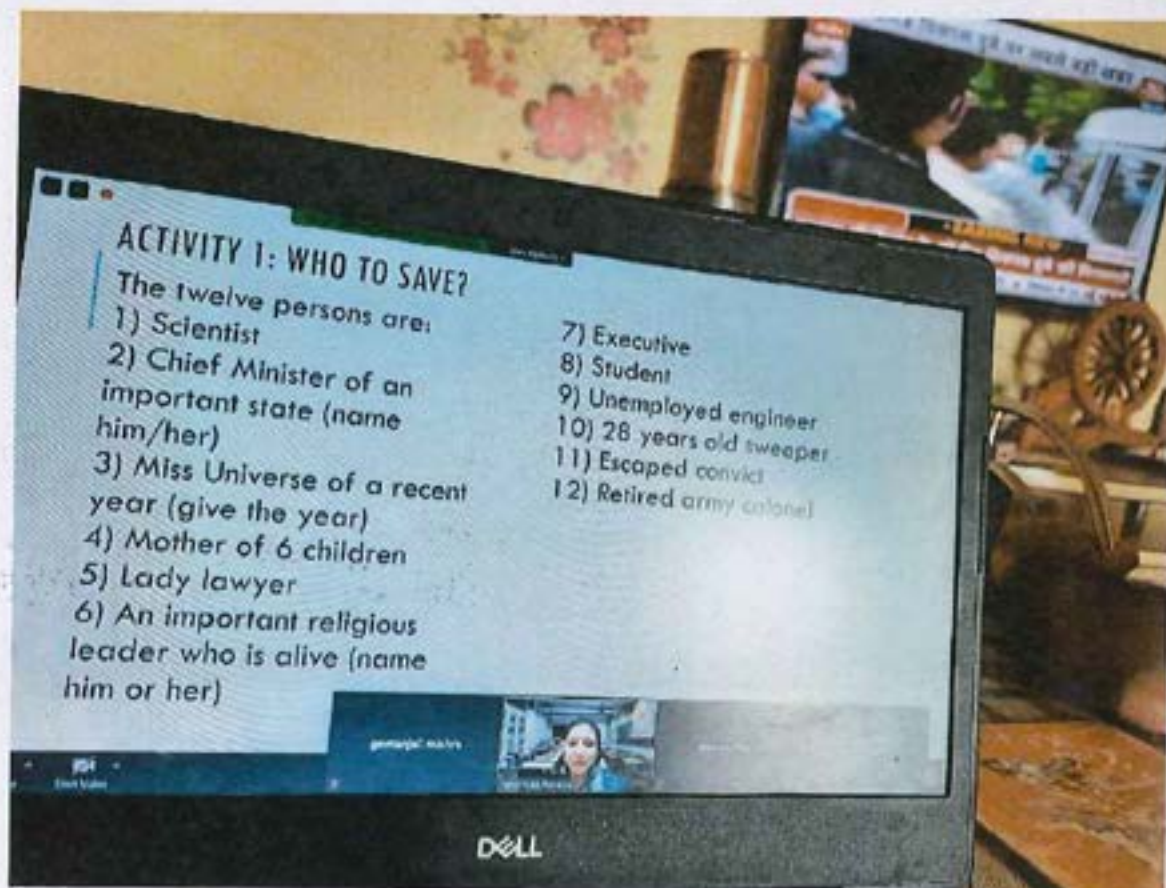 ACTIVITY 1: WHO TO SAVE?
The twelve persons are:
1) Scientist
2) Chief Minister of an
important state (name
him/her)
3) Miss Universe of a recent
year (give the year)
4) Mother of 6 children
5) Lady lawyer
6) An important religious
leader who is alive (name
him or her)
7) Executive
8) Student
9) Unemployed engineer
10) 28 years old sweaper
11) Escaped convict
12) Retired army colonel
DELL